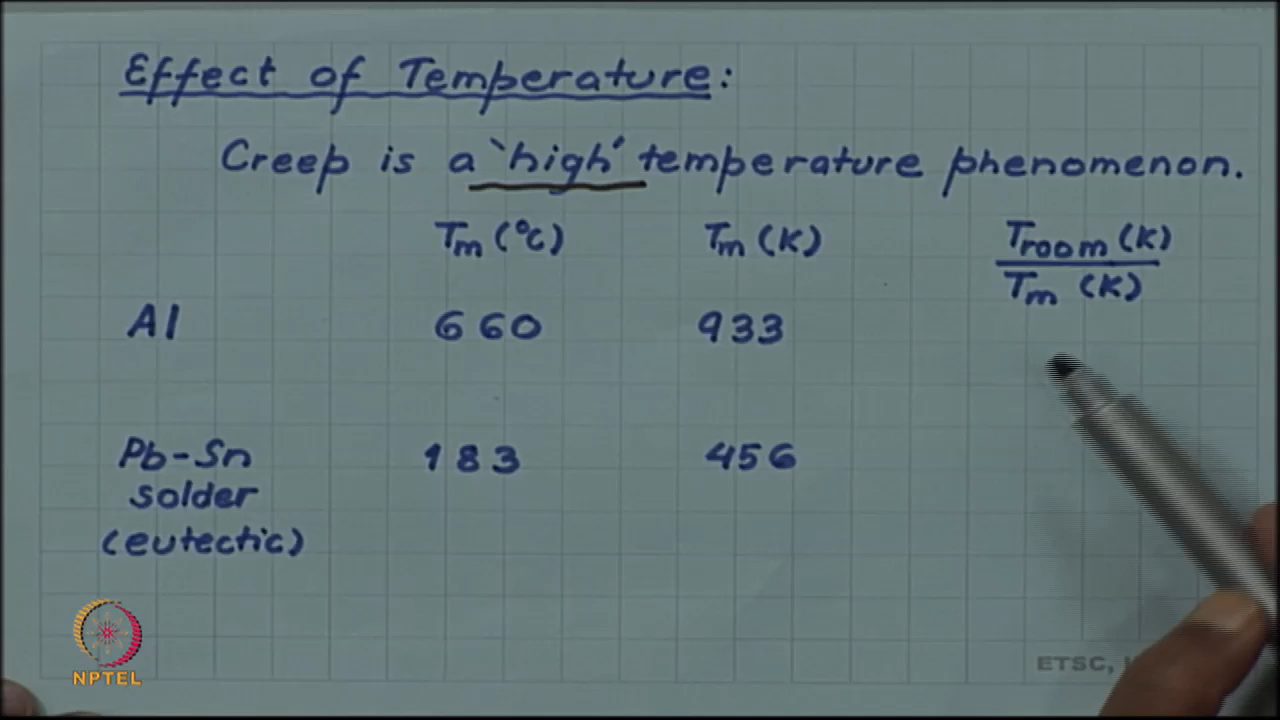 Effect of Temperature:
Creep is a 'high' temperature phenomenon.
Tm (°C) Tm (K) Troom (K) / Tm (K)
Al 660 933
Pb-Sn 183 456
solder
(eutectic)
NPTEL
ETSC,